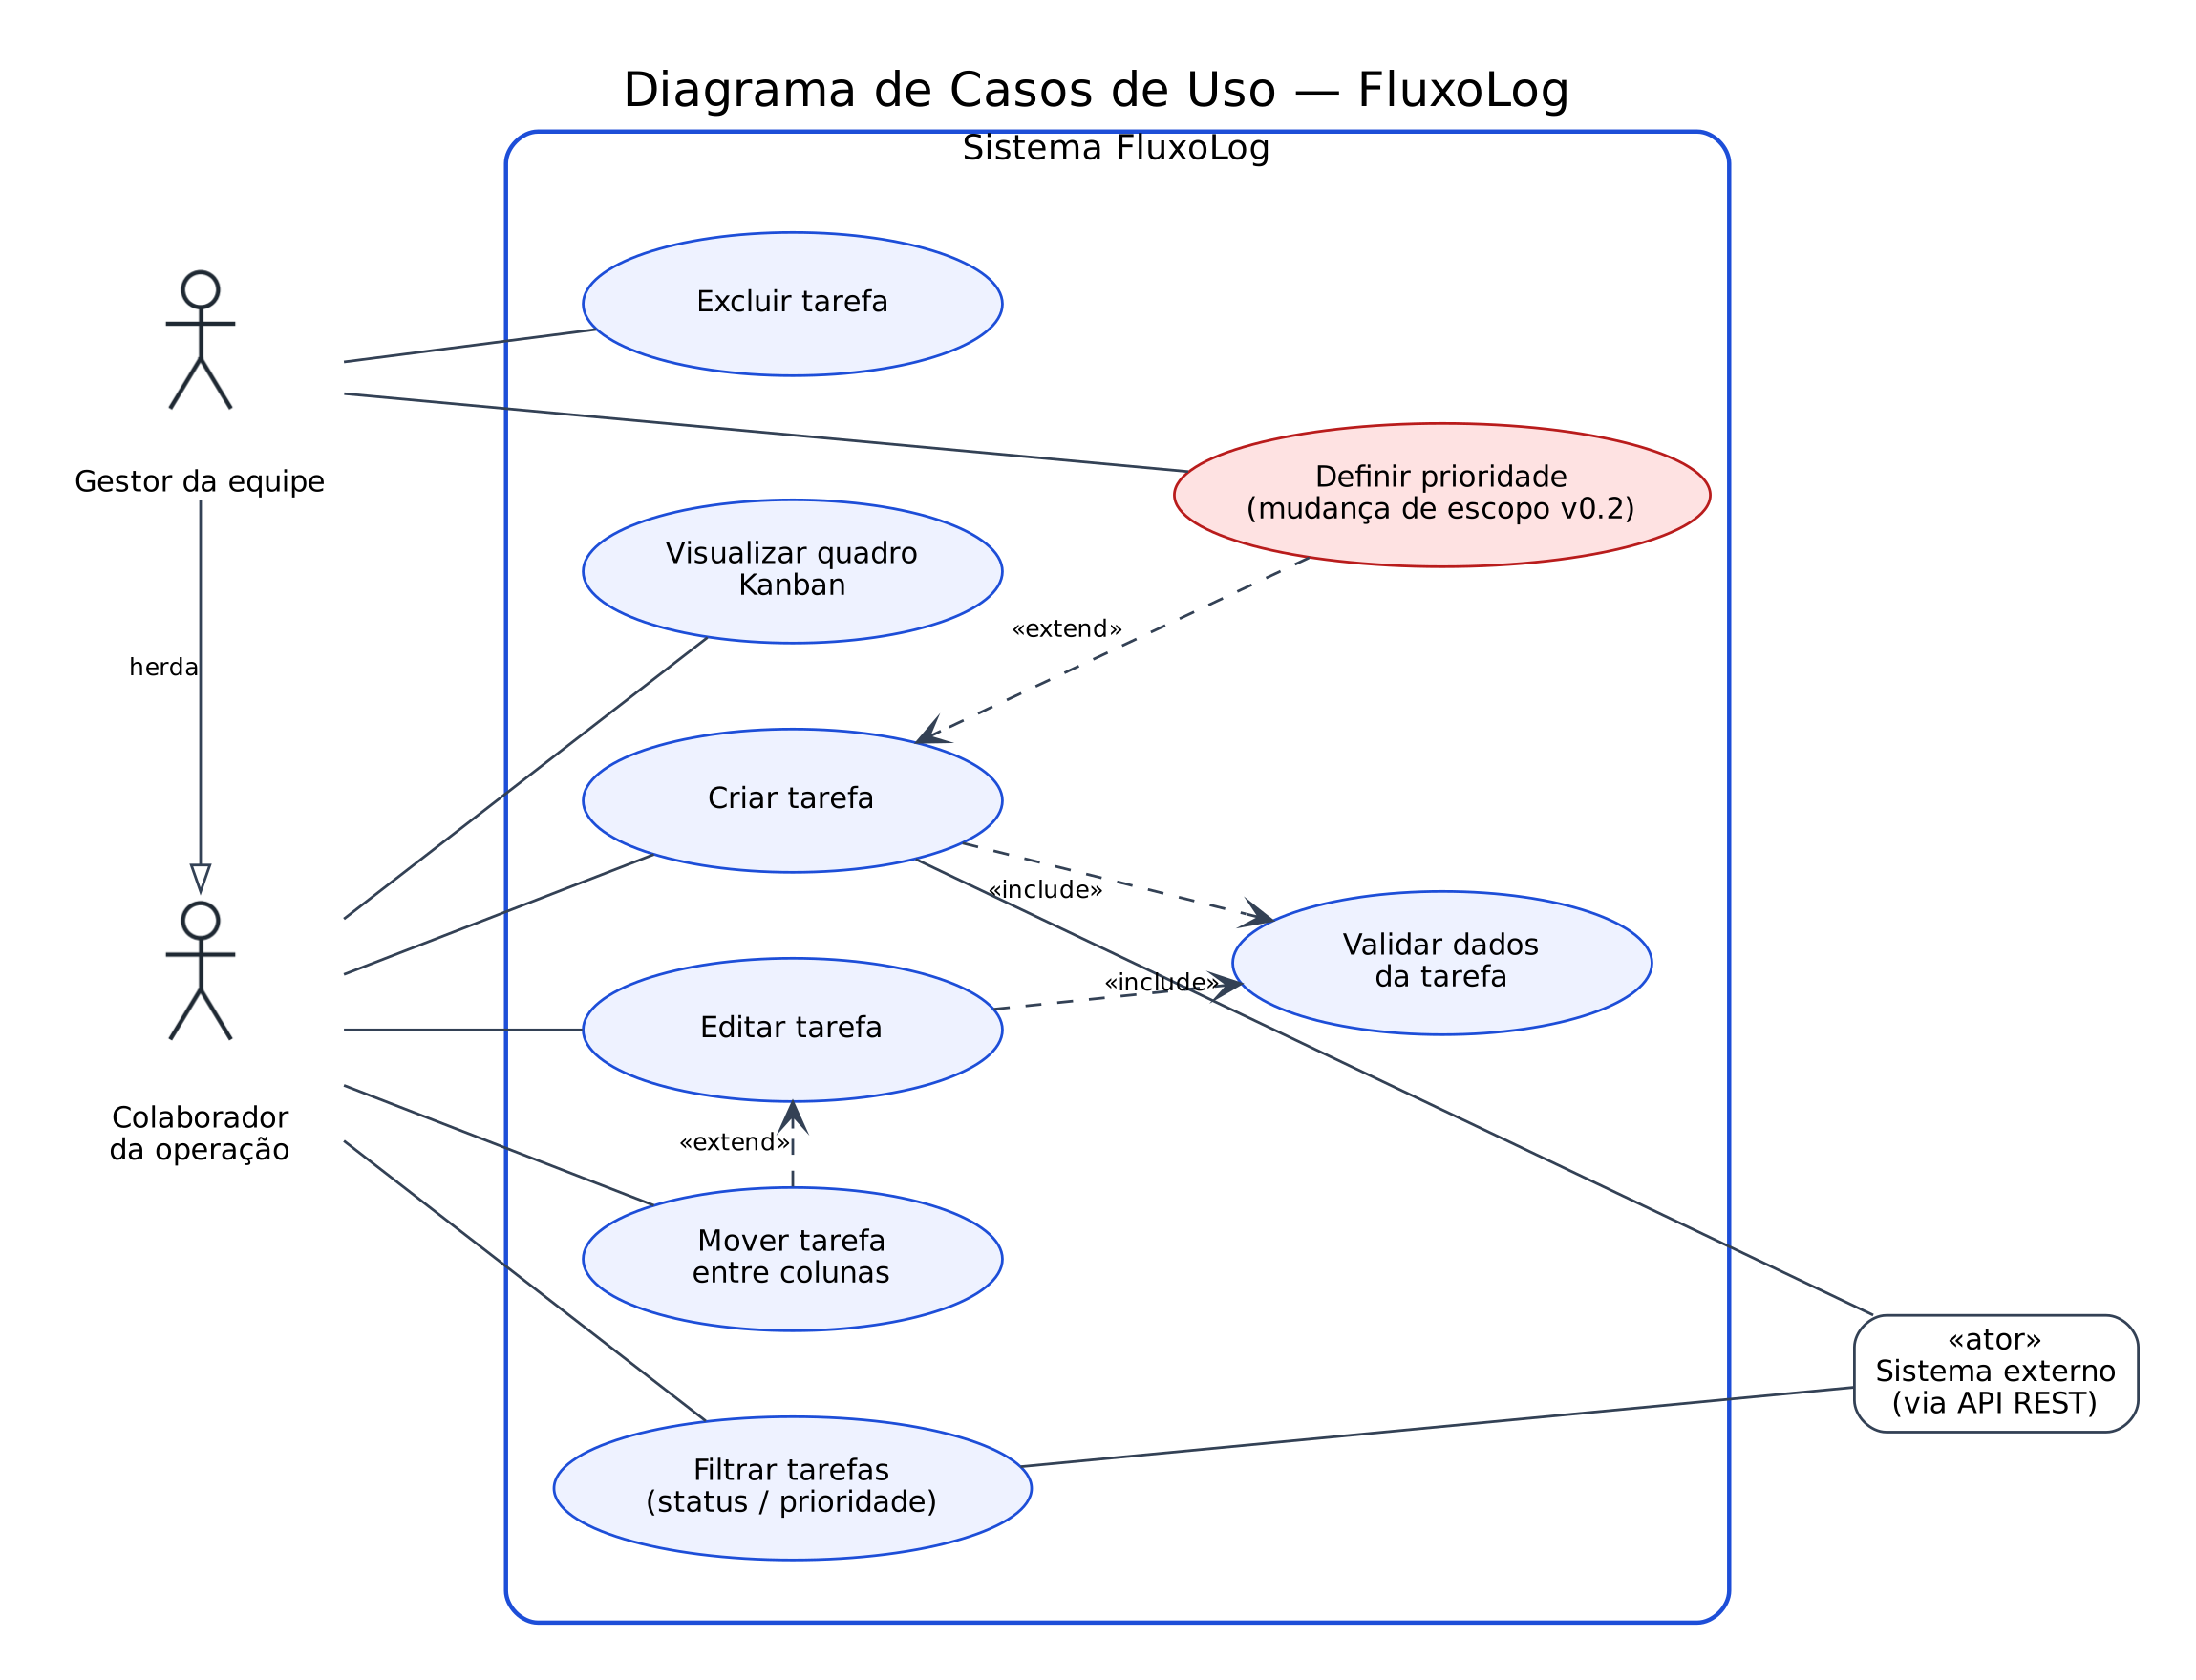 Diagrama de Casos de Uso — FluxoLog
Sistema FluxoLog
Excluir tarefa
Gestor da equipe
Definir prioridade
(mudança de escopo v0.2)
Visualizar quadro
Kanban
«extend»
herda
Criar tarefa
«include»
Validar dados
da tarefa
«include»
Editar tarefa
Colaborador
da operação
«extend»
Mover tarefa
entre colunas
«ator»
Sistema externo
(via API REST)
Filtrar tarefas
(status / prioridade)